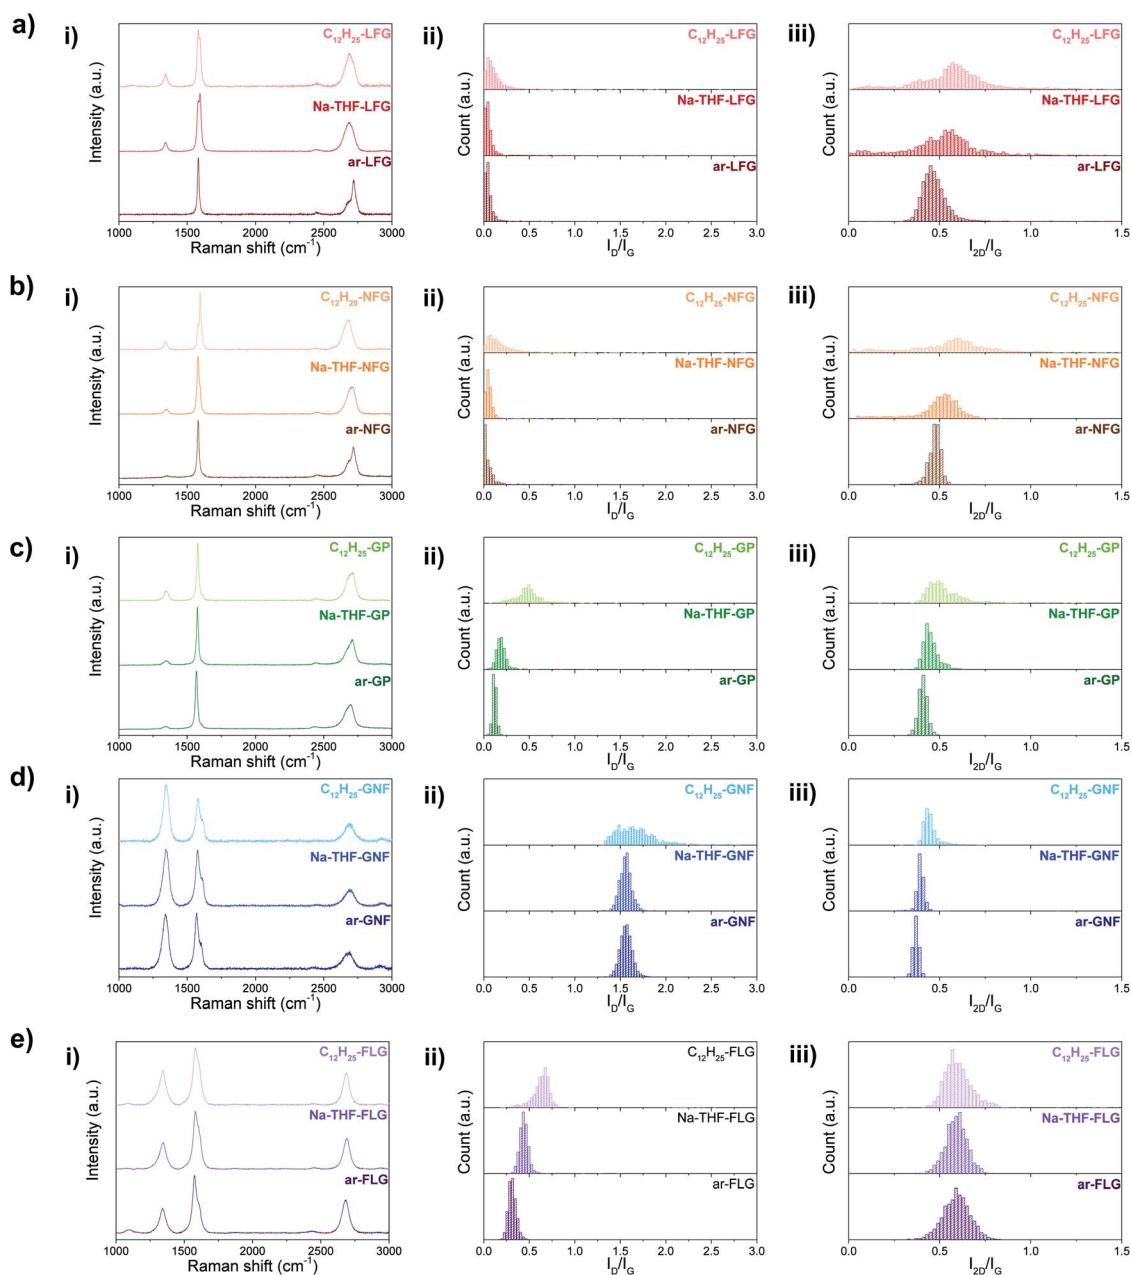 a)
i)
C12H25-LFG
Na-THF-LFG
ar-LFG
Intensity (a.u.)
1000 1500 2000 2500 3000
Raman shift (cm-1)
ii)
C12H25-LFG
Na-THF-LFG
ar-LFG
Count (a.u.)
0.0 0.5 1.0 1.5 2.0 2.5 3.0
ID/IG
iii)
C12H25-LFG
Na-THF-LFG
ar-LFG
Count (a.u.)
0.0 0.5 1.0 1.5
I2D/IG
b)
i)
C12H25-NFG
Na-THF-NFG
ar-NFG
Intensity (a.u.)
1000 1500 2000 2500 3000
Raman shift (cm-1)
ii)
C12H25-NFG
Na-THF-NFG
ar-NFG
Count (a.u.)
0.0 0.5 1.0 1.5 2.0 2.5 3.0
ID/IG
iii)
C12H25-NFG
Na-THF-NFG
ar-NFG
Count (a.u.)
0.0 0.5 1.0 1.5
I2D/IG
c)
i)
C12H25-GP
Na-THF-GP
ar-GP
Intensity (a.u.)
1000 1500 2000 2500 3000
Raman shift (cm-1)
ii)
C12H25-GP
Na-THF-GP
ar-GP
Count (a.u.)
0.0 0.5 1.0 1.5 2.0 2.5 3.0
ID/IG
iii)
C12H25-GP
Na-THF-GP
ar-GP
Count (a.u.)
0.0 0.5 1.0 1.5
I2D/IG
d)
i)
C12H25-GNF
Na-THF-GNF
ar-GNF
Intensity (a.u.)
1000 1500 2000 2500 3000
Raman shift (cm-1)
ii)
C12H25-GNF
Na-THF-GNF
ar-GNF
Count (a.u.)
0.0 0.5 1.0 1.5 2.0 2.5 3.0
ID/IG
iii)
C12H25-GNF
Na-THF-GNF
ar-GNF
Count (a.u.)
0.0 0.5 1.0 1.5
I2D/IG
e)
i)
C12H25-FLG
Na-THF-FLG
ar-FLG
Intensity (a.u.)
1000 1500 2000 2500 3000
Raman shift (cm-1)
ii)
C12H25-FLG
Na-THF-FLG
ar-FLG
Count (a.u.)
0.0 0.5 1.0 1.5 2.0 2.5 3.0
ID/IG
iii)
C12H25-FLG
Na-THF-FLG
ar-FLG
Count (a.u.)
0.0 0.5 1.0 1.5
I2D/IG